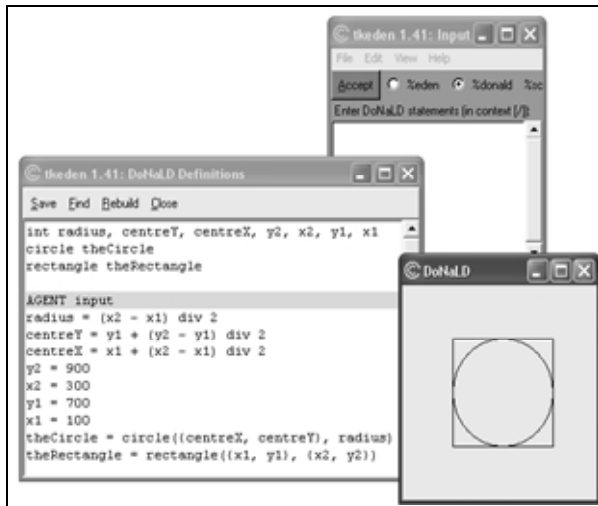 tkeden 1.41: Input
File Edit View Help
Accept %eden %donald %sc
Enter DoNaLD statements (in context [/]):
tkeden 1.41: DoNaLD Definitions
Save Find Rebuild Close
int radius, centreY, centreX, y2, x2, y1, x1
circle theCircle
rectangle theRectangle
AGENT input
radius = (x2 - x1) div 2
centreY = y1 + (y2 - y1) div 2
centreX = x1 + (x2 - x1) div 2
y2 = 900
x2 = 300
y1 = 700
x1 = 100
theCircle = circle((centreX, centreY), radius)
theRectangle = rectangle((x1, y1), (x2, y2))
DoNaLD